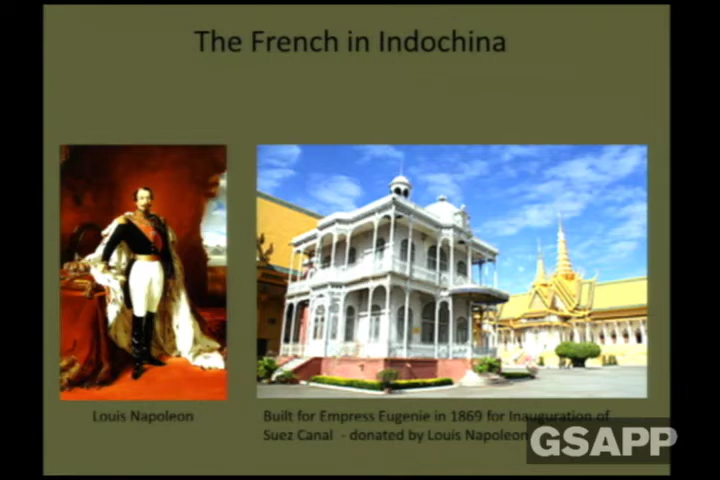 The French in Indochina
Louis Napoleon
Built for Empress Eugenie in 1869 for Inauguration of
Suez Canal - donated by Louis Napoleon
GSAPP